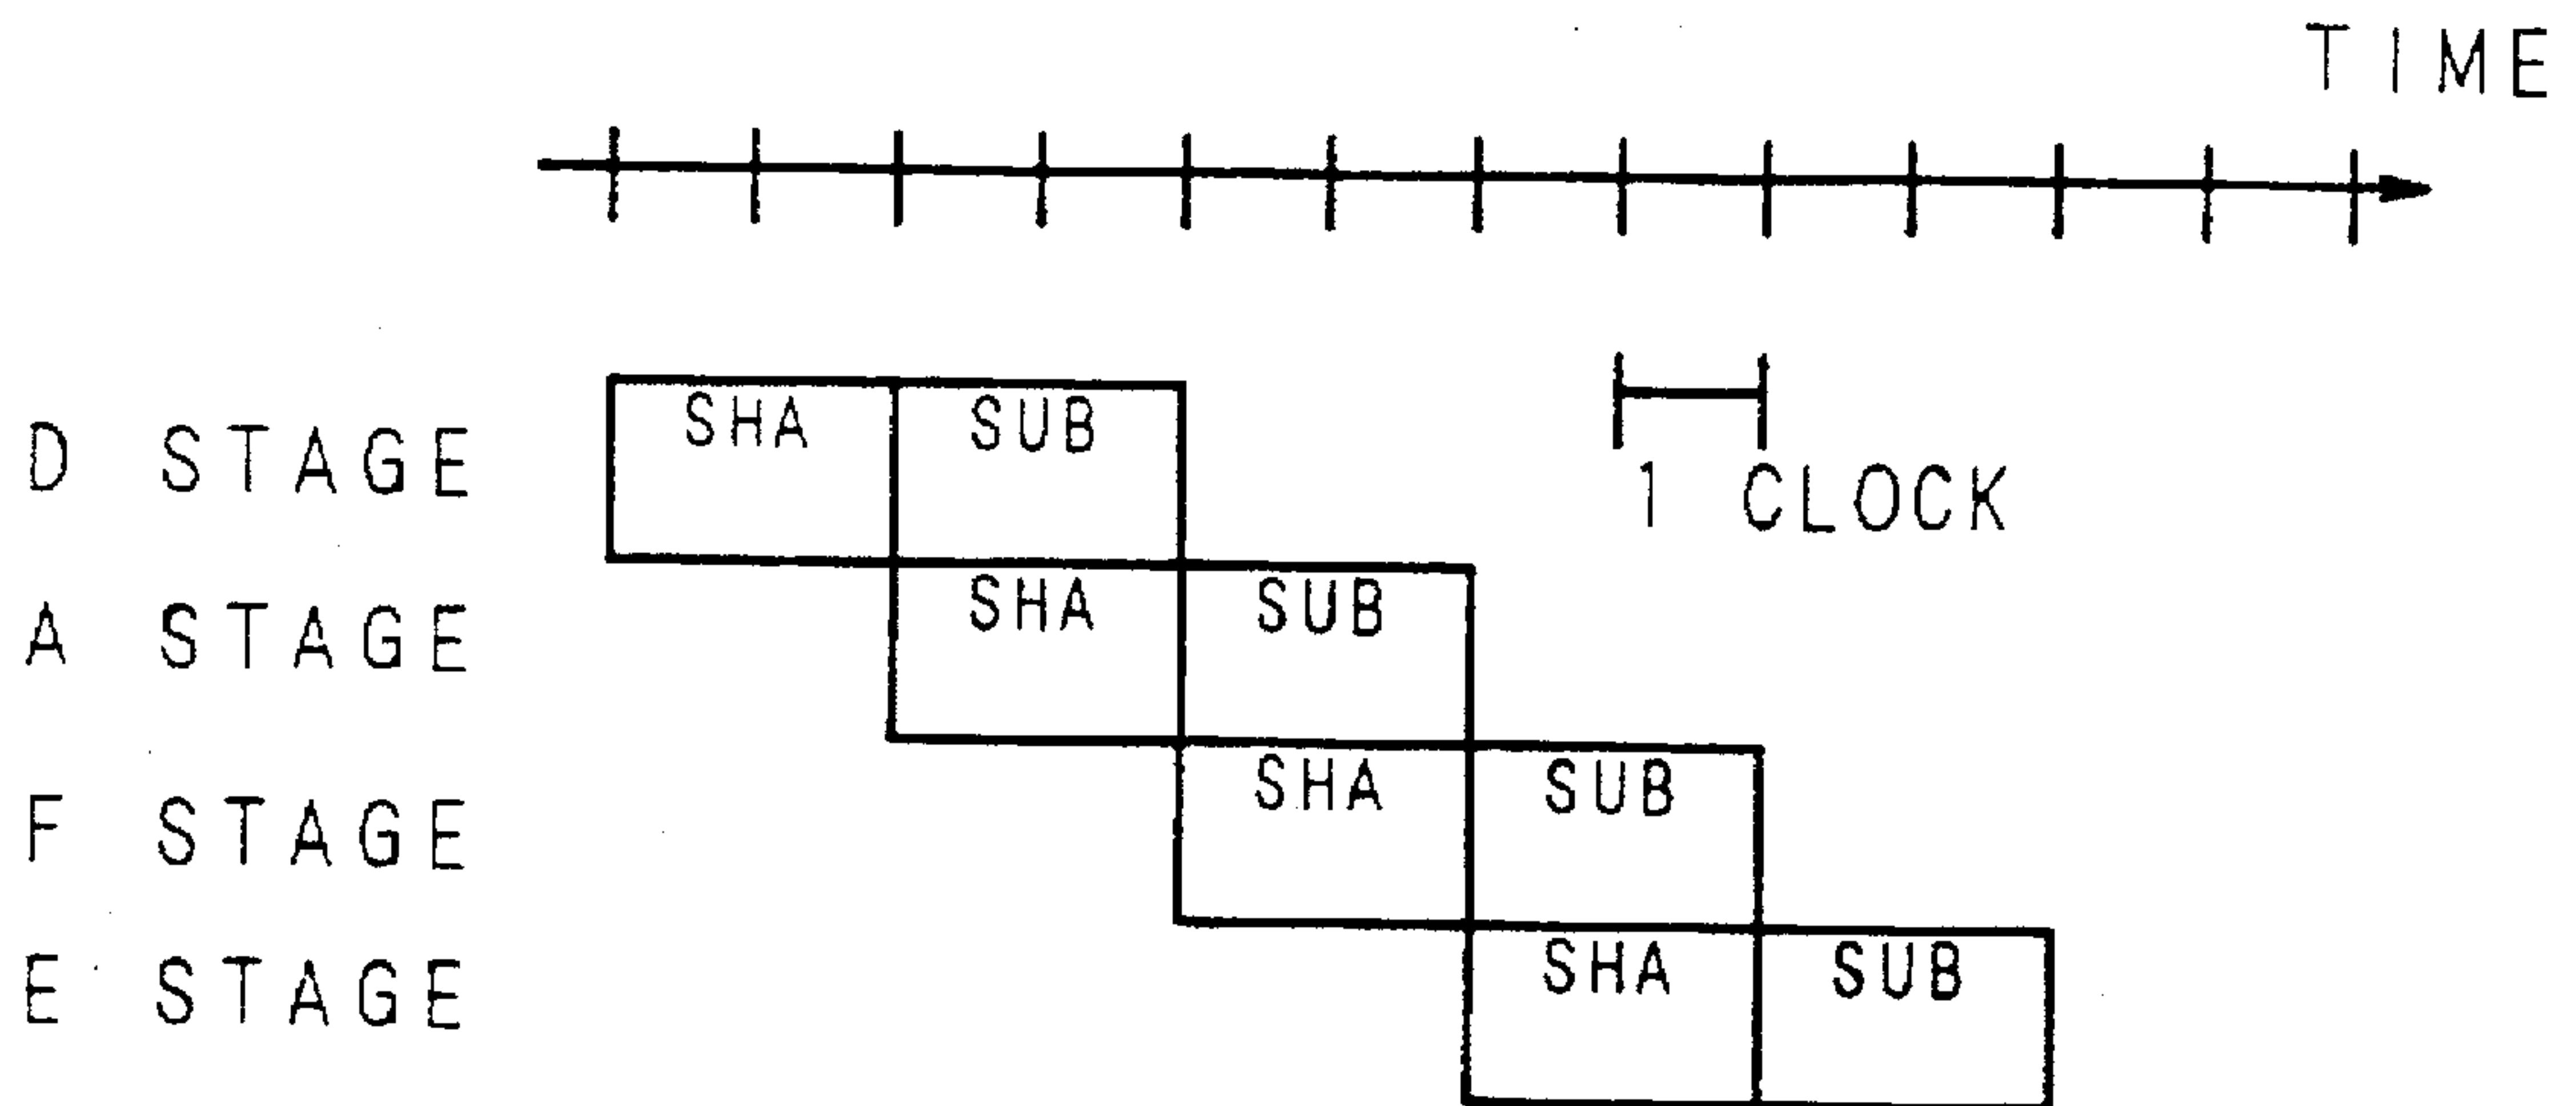 TIME
1 CLOCK
D STAGE SHA SUB
A STAGE SHA SUB
F STAGE SHA SUB
E STAGE SHA SUB